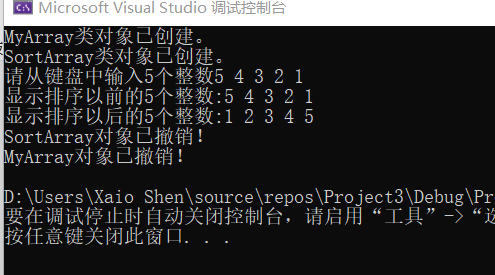 Microsoft Visual Studio 调试控制台
MyArray类对象已创建。
SortArray类对象已创建。
请从键盘中输入5个整数5 4 3 2 1
显示排序以前的5个整数:5 4 3 2 1
显示排序以后的5个整数:1 2 3 4 5
SortArray对象已撤销!
MyArray对象已撤销!
D:\Users\Xaio Shen\source\repos\Project3\Debug\Pr
要在调试停止时自动关闭控制台，请启用“工具”->“选
按任意键关闭此窗口. . .